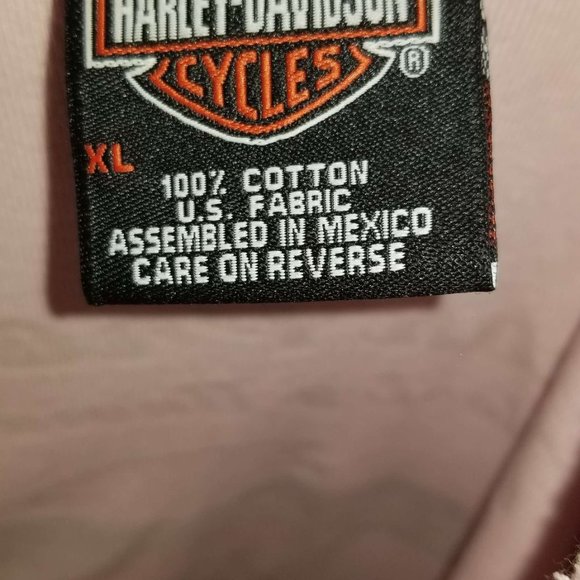 HARLEY-DAVIDSON
CYCLES ®
XL
100% COTTON
U.S. FABRIC
ASSEMBLED IN MEXICO
CARE ON REVERSE